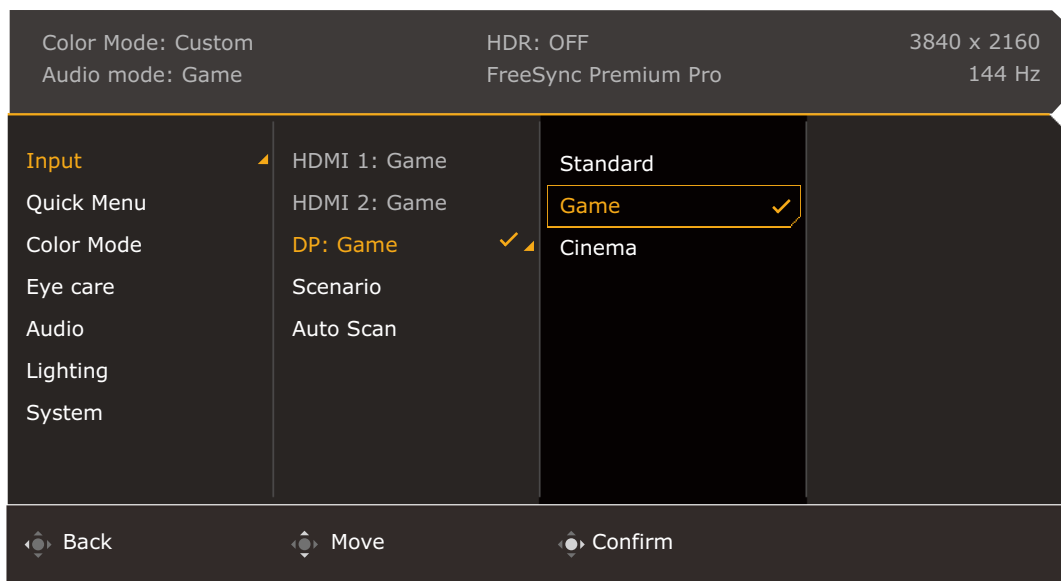 Color Mode: Custom
HDR: OFF
3840 x 2160
Audio mode: Game
FreeSync Premium Pro
144 Hz
Input
Quick Menu
Color Mode
Eye care
Audio
Lighting
System
HDMI 1: Game
HDMI 2: Game
DP: Game
Scenario
Auto Scan
Standard
Game
Cinema
Back
Move
Confirm